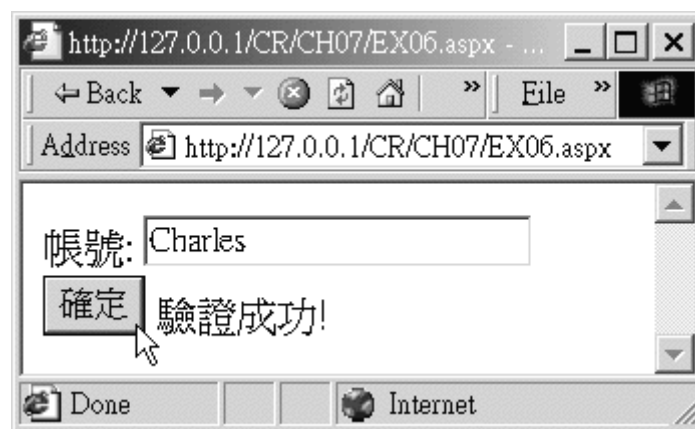 http://127.0.0.1/CR/CH07/EX06.aspx - ...
Back » File »
Address http://127.0.0.1/CR/CH07/EX06.aspx
帳號: Charles
確定 驗證成功!
Done Internet